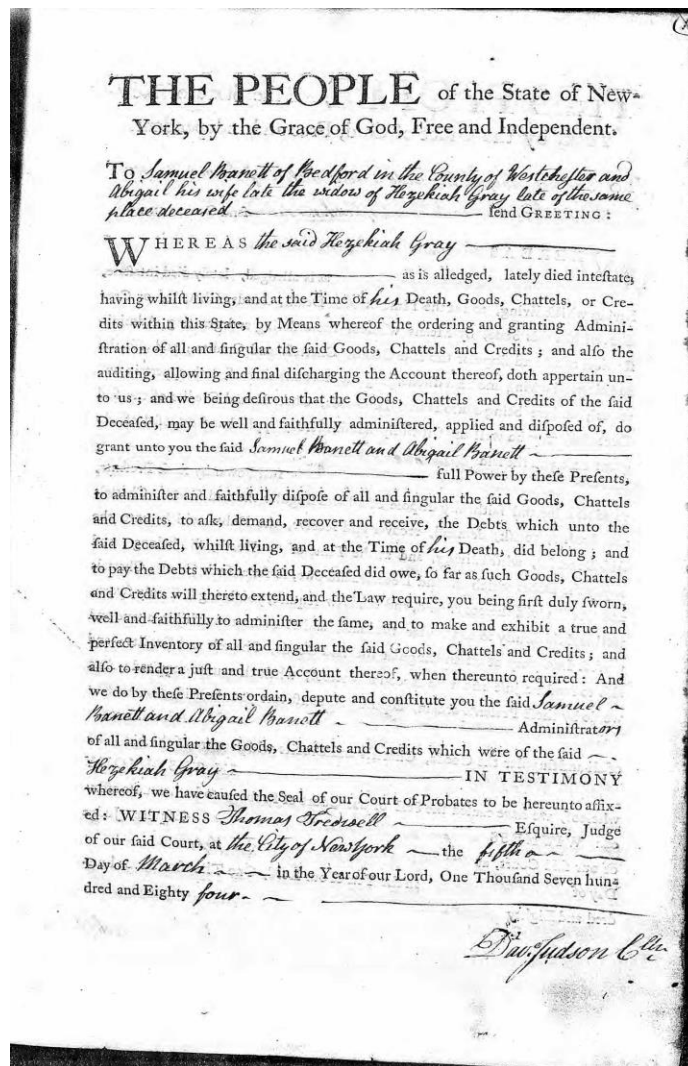 THE PEOPLE of the State of New-
York, by the Grace of God, Free and Independent.
To Samuel Banett of Bedford in the County of Westchester and
Abigail his wife late the widow of Hezekiah Gray late of the same
place deceased send GREETING:
WHEREAS the said Hezekiah Gray
as is alledged, lately died intestate,
having whilst living, and at the Time of his Death, Goods, Chattels, or Cre-
dits within this State, by Means whereof the ordering and granting Admini-
stration of all and singular the said Goods, Chattels and Credits; and also the
auditing, allowing and final discharging the Account thereof, doth appertain un-
to us; and we being desirous that the Goods, Chattels and Credits of the said
Deceased, may be well and faithfully administered, applied and disposed of, do
grant unto you the said Samuel Banett and Abigail Banett
full Power by these Presents,
to administer and faithfully dispose of all and singular the said Goods, Chattels
and Credits, to ask, demand, recover and receive, the Debts which unto the
said Deceased, whilst living, and at the Time of his Death, did belong; and
to pay the Debts which the said Deceased did owe, so far as such Goods, Chattels
and Credits will thereto extend, and the Law require, you being first duly sworn,
well and faithfully to administer the same, and to make and exhibit a true and
perfect Inventory of all and singular the said Goods, Chattels and Credits; and
also to render a just and true Account thereof, when thereunto required: And
we do by these Presents ordain, depute and constitute you the said Samuel
Banett and Abigail Banett Administrators
of all and singular the Goods, Chattels and Credits which were of the said
Hezekiah Gray IN TESTIMONY
whereof, we have caused the Seal of our Court of Probates to be hereunto affix-
ed: WITNESS Thomas Tredwell Esquire, Judge
of our said Court, at the City of New York the fifth
Day of March in the Year of our Lord, One Thousand Seven hun-
dred and Eighty four
Dav. Judson Clk